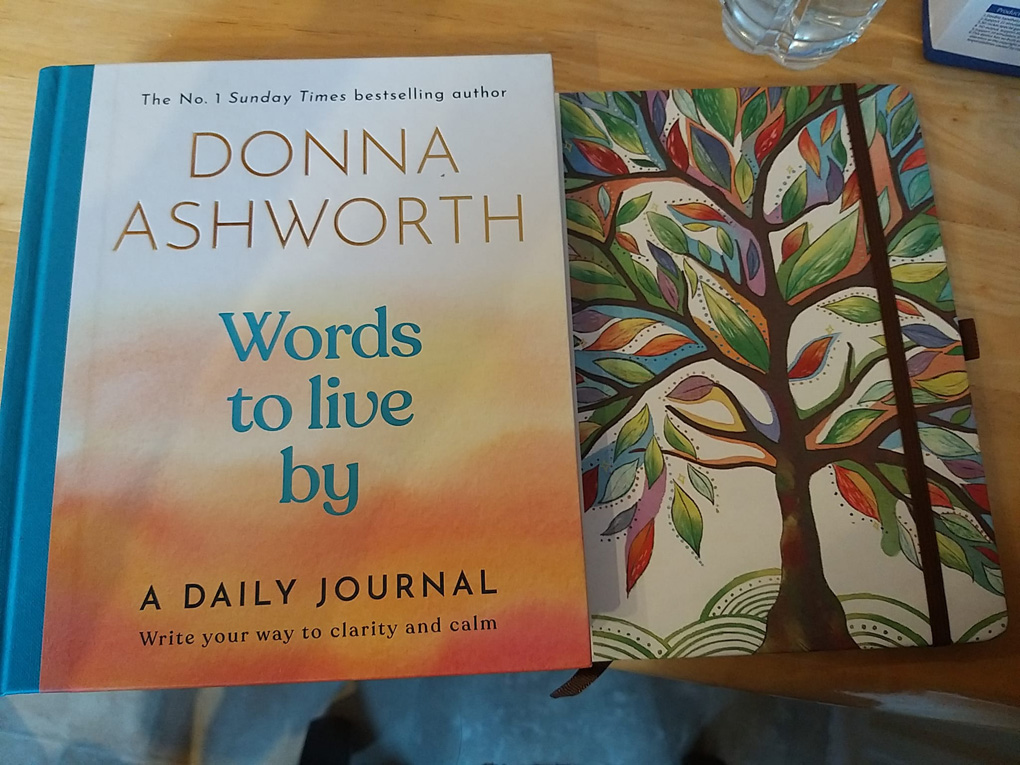 The No. 1 Sunday Times bestselling author
DONNA
ASHWORTH
Words
to live
by
A DAILY JOURNAL
Write your way to clarity and calm